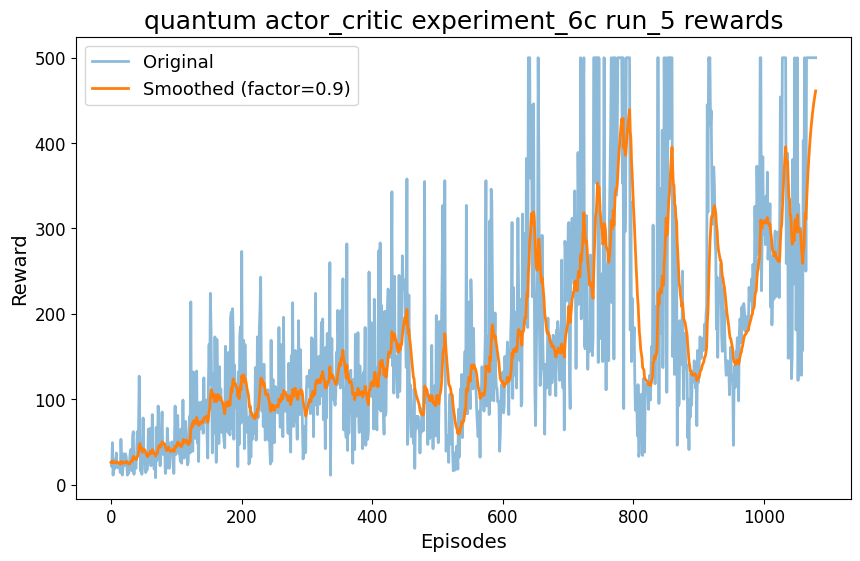 quantum actor_critic experiment_6c run_5 rewards
Original
Smoothed (factor=0.9)
500
400
300
200
100
0
Reward
0 200 400 600 800 1000
Episodes